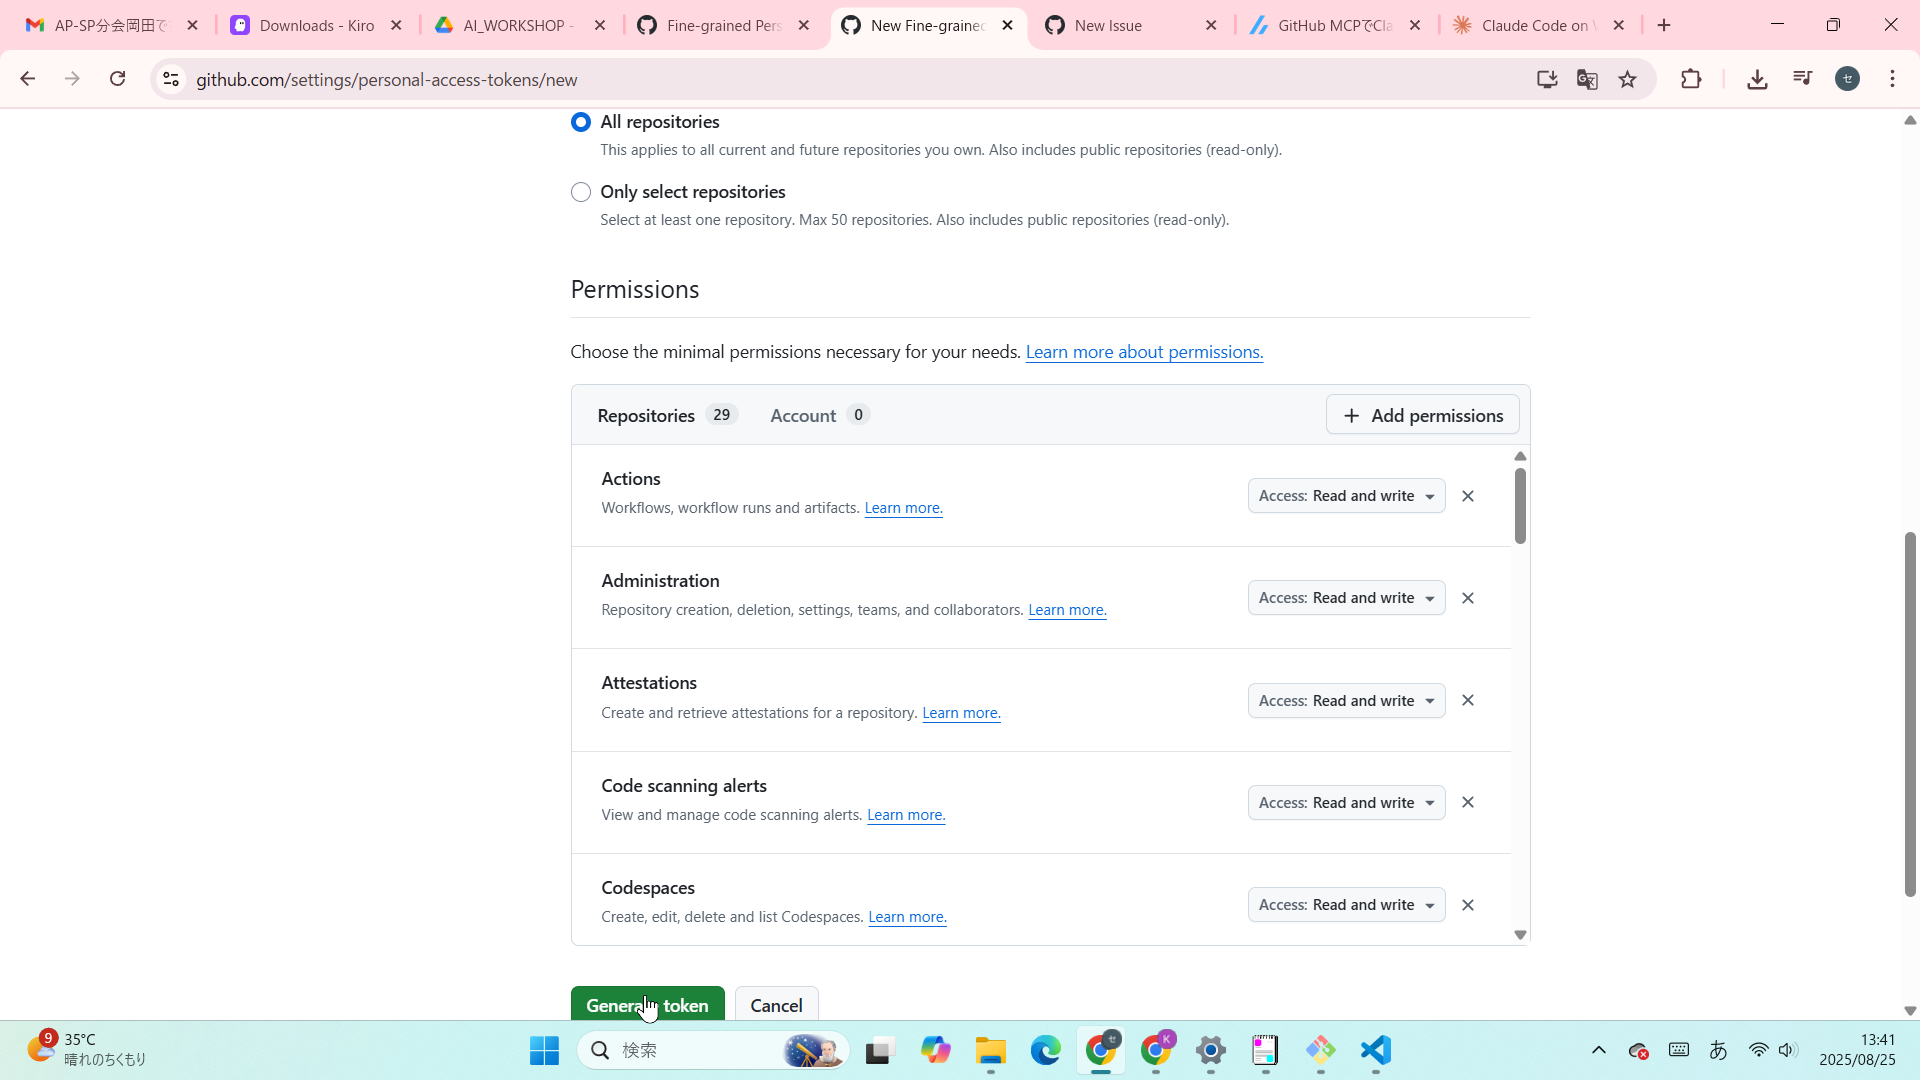 AP-SP分会岡田で
Downloads - Kiro
AI_WORKSHOP -
Fine-grained Pers
New Fine-grained
New Issue
GitHub MCPでCla
Claude Code on
github.com/settings/personal-access-tokens/new
セ
All repositories
This applies to all current and future repositories you own. Also includes public repositories (read-only).
Only select repositories
Select at least one repository. Max 50 repositories. Also includes public repositories (read-only).
Permissions
Choose the minimal permissions necessary for your needs. Learn more about permissions.
Repositories 29 Account 0 Add permissions
Actions
Workflows, workflow runs and artifacts. Learn more.
Access: Read and write
Administration
Repository creation, deletion, settings, teams, and collaborators. Learn more.
Access: Read and write
Attestations
Create and retrieve attestations for a repository. Learn more.
Access: Read and write
Code scanning alerts
View and manage code scanning alerts. Learn more.
Access: Read and write
Codespaces
Create, edit, delete and list Codespaces. Learn more.
Access: Read and write
Generate token Cancel
9
35°C
晴れのちくもり
検索
セ
K
あ
13:41
2025/08/25